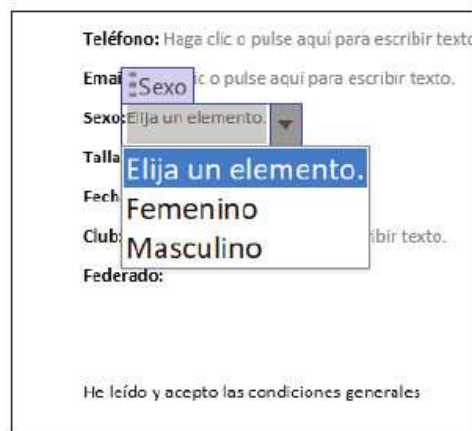 Teléfono: Haga clic o pulse aquí para escribir texto
Emai ic o pulse aquí para escribir texto.
Sexo
Sexo: Elija un elemento.
Talla
Elija un elemento.
Fech
Femenino
Club: ibir texto.
Masculino
Federado:
He leído y acepto las condiciones generales